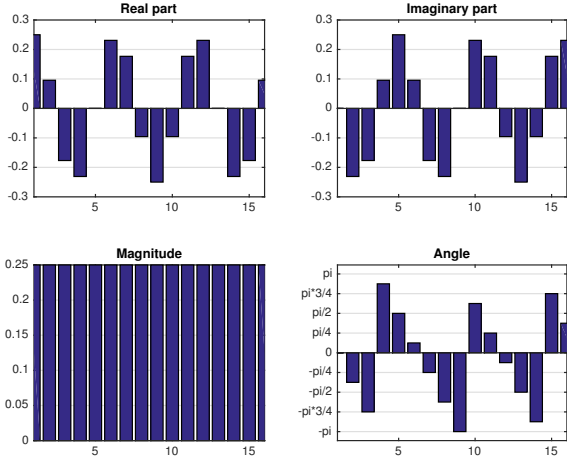 Real part
0.3
0.2
0.1
0
-0.1
-0.2
-0.3
5
10
15
Imaginary part
0.3
0.2
0.1
0
-0.1
-0.2
-0.3
5
10
15
Magnitude
0.25
0.2
0.15
0.1
0.05
0
5
10
15
Angle
pi
pi*3/4
pi/2
pi/4
0
-pi/4
-pi/2
-pi*3/4
-pi
5
10
15